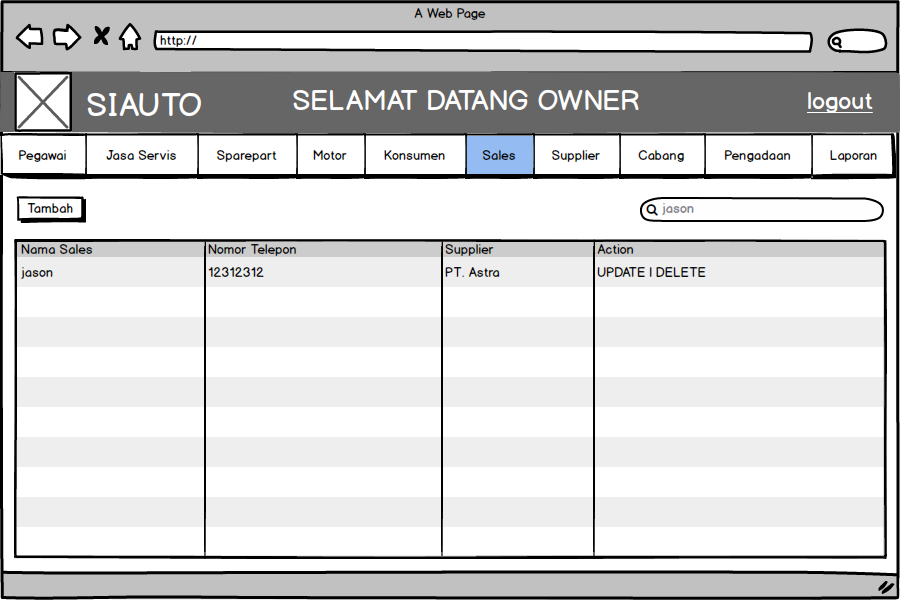 A Web Page
http://
SIAUTO
SELAMAT DATANG OWNER
logout
Pegawai
Jasa Servis
Sparepart
Motor
Konsumen
Sales
Supplier
Cabang
Pengadaan
Laporan
Tambah
jason
Nama Sales
Nomor Telepon
Supplier
Action
jason
12312312
PT. Astra
UPDATE | DELETE